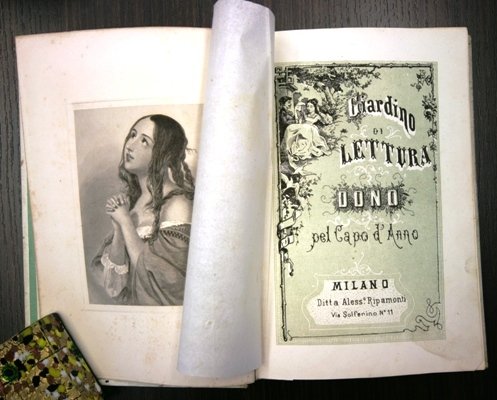 Giardino
DI
LETTURA
DONO
pel Capo d'Anno
MILANO
Ditta Aless. Ripamonti
Via Solferino N° 11